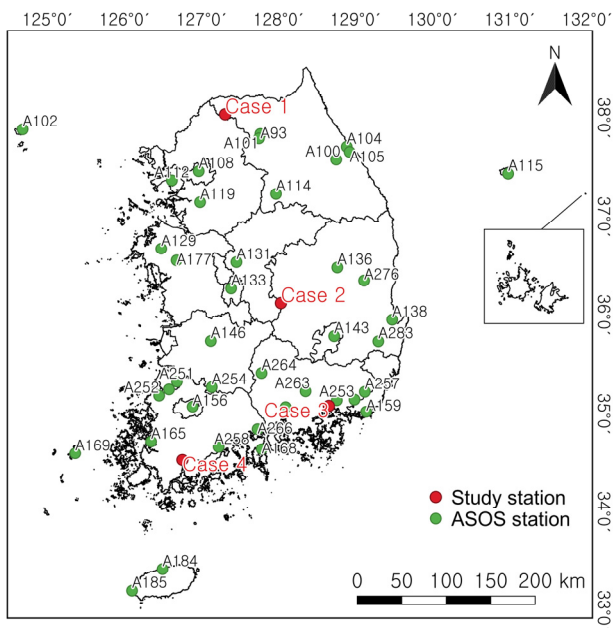 125°0' 126°0' 127°0' 128°0' 129°0' 130°0' 131°0' 132°0'
N
38°0'
37°0'
36°0'
35°0'
34°0'
33°0'
Case 1
A102
A93
A101
A104
A100
A105
A108
A112
A115
A114
A119
A129
A177
A131
A133
A136
A276
Case 2
A138
A146
A143
A283
A264
A251
A252
A254
A263
A253
A257
A156
Case 3
A159
A266
A165
A258
A168
A169
Case 4
Study station
ASOS station
A184
A185
0 50 100 150 200 km